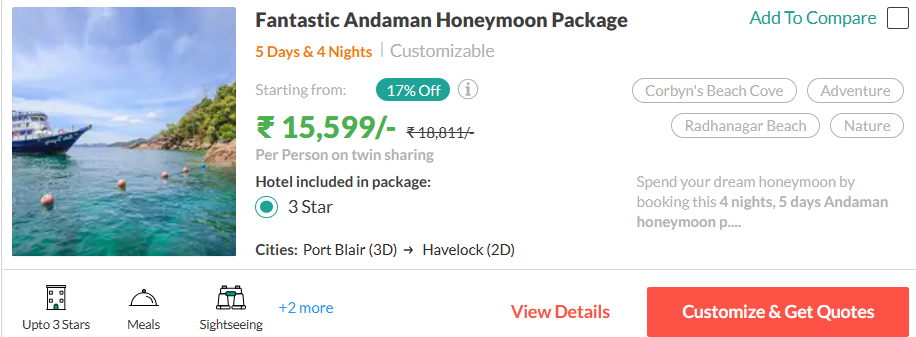 Fantastic Andaman Honeymoon Package
Add To Compare
5 Days & 4 Nights | Customizable
Starting from:
17% Off
i
₹ 15,599/- ₹ 18,811/-
Per Person on twin sharing
Corbyn's Beach Cove
Adventure
Radhanagar Beach
Nature
Hotel included in package:
3 Star
Spend your dream honeymoon by
booking this 4 nights, 5 days Andaman
honeymoon p....
Cities: Port Blair (3D) → Havelock (2D)
Upto 3 Stars
Meals
Sightseeing
+2 more
View Details
Customize & Get Quotes